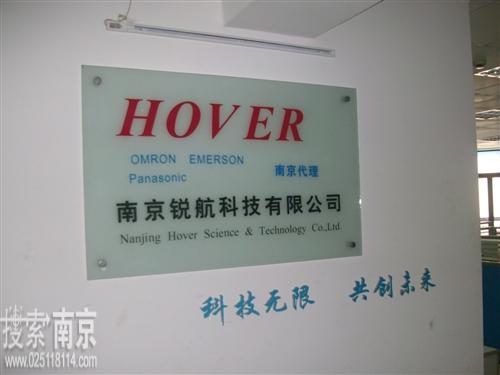 HOVER
OMRON EMERSON
Panasonic 南京代理
南京锐航科技有限公司
Nanjing Hover Science & Technology Co.,Ltd.
科技无限 共创未来
搜索南京
www.025118114.com